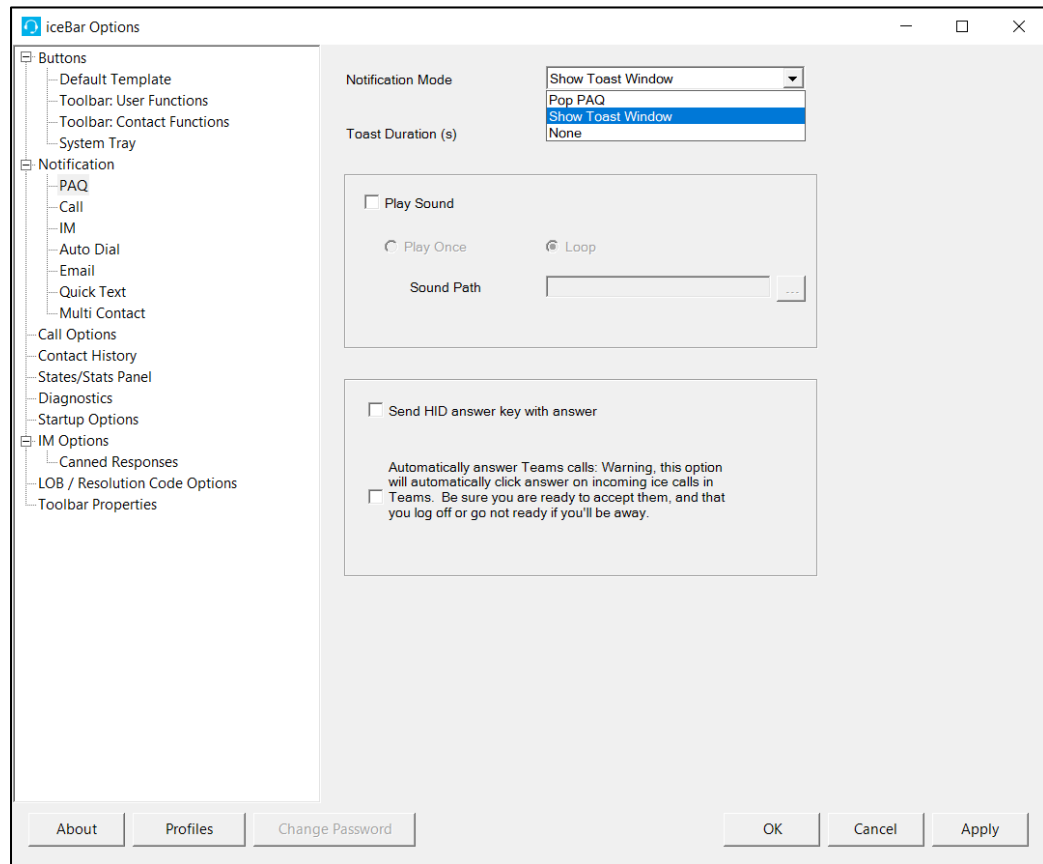 iceBar Options
Buttons
Default Template
Toolbar: User Functions
Toolbar: Contact Functions
System Tray
Notification
PAQ
Call
IM
Auto Dial
Email
Quick Text
Multi Contact
Call Options
Contact History
States/Stats Panel
Diagnostics
Startup Options
IM Options
Canned Responses
LOB / Resolution Code Options
Toolbar Properties
Notification Mode
Show Toast Window
Pop PAQ
Show Toast Window
None
Toast Duration (s)
Play Sound
Play Once
Loop
Sound Path
...
Send HID answer key with answer
Automatically answer Teams calls: Warning, this option
will automatically click answer on incoming ice calls in
Teams. Be sure you are ready to accept them, and that
you log off or go not ready if you'll be away.
About
Profiles
Change Password
OK
Cancel
Apply